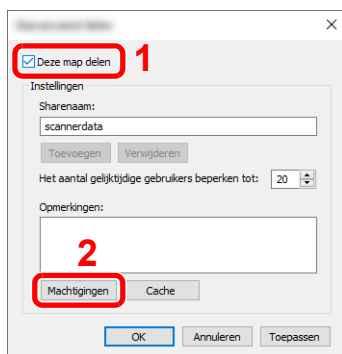 Deze map delen
1
Instellingen
Sharenaam:
scannerdata
Toevoegen Verwijderen
Het aantal gelijktijdige gebruikers beperken tot: 20
Opmerkingen:
2
Machtigingen Cache
OK Annuleren Toepassen